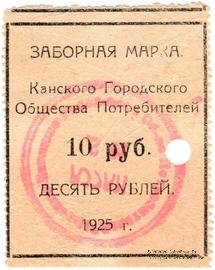 ЗАБОРНАЯ МАРКА.
Канского Городского
Общества Потребителей
10 руб.
ДЕСЯТЬ РУБЛЕЙ.
1925 г.